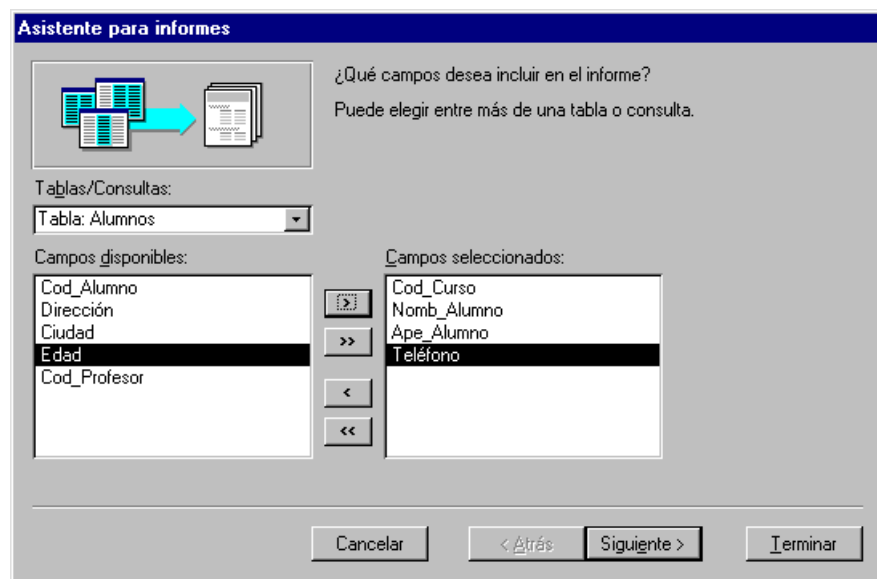 Asistente para informes
¿Qué campos desea incluir en el informe?
Puede elegir entre más de una tabla o consulta.
Tablas/Consultas:
Tabla: Alumnos
Campos disponibles:
Cod_Alumno
Dirección
Ciudad
Edad
Cod_Profesor
>
>>
<
<<
Campos seleccionados:
Cod_Curso
Nomb_Alumno
Ape_Alumno
Teléfono
Cancelar
< Atrás
Siguiente >
Terminar